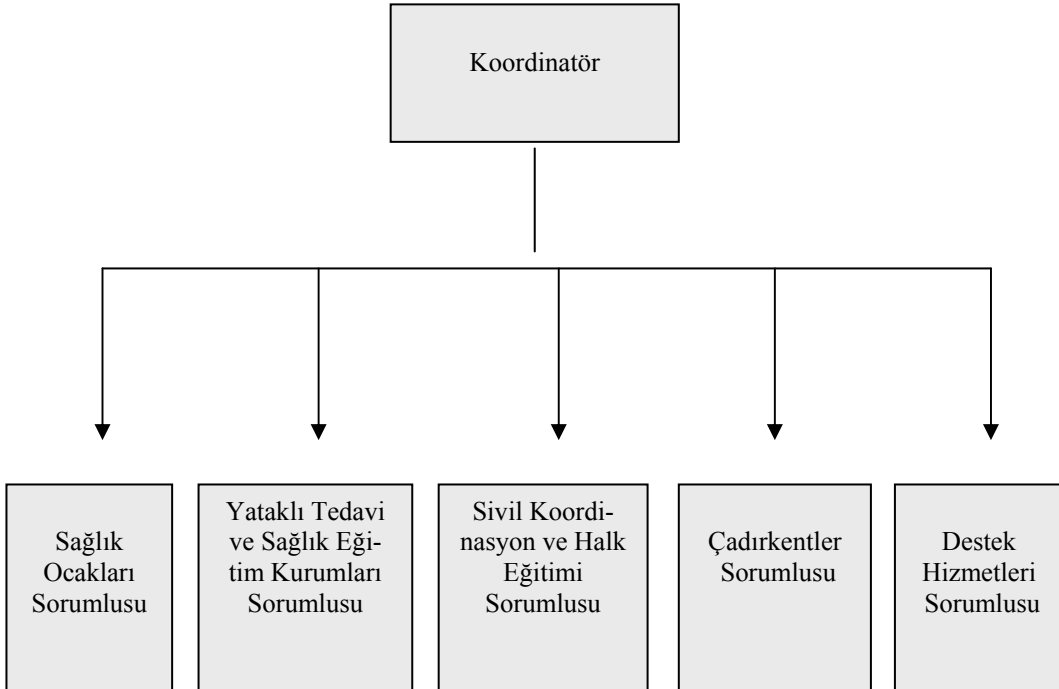 Koordinatör
Sağlık
Ocakları
Sorumlusu
Yataklı Tedavi
ve Sağlık Eği-
tim Kurumları
Sorumlusu
Sivil Koordi-
nasyon ve Halk
Eğitimi
Sorumlusu
Çadırkentler
Sorumlusu
Destek
Hizmetleri
Sorumlusu